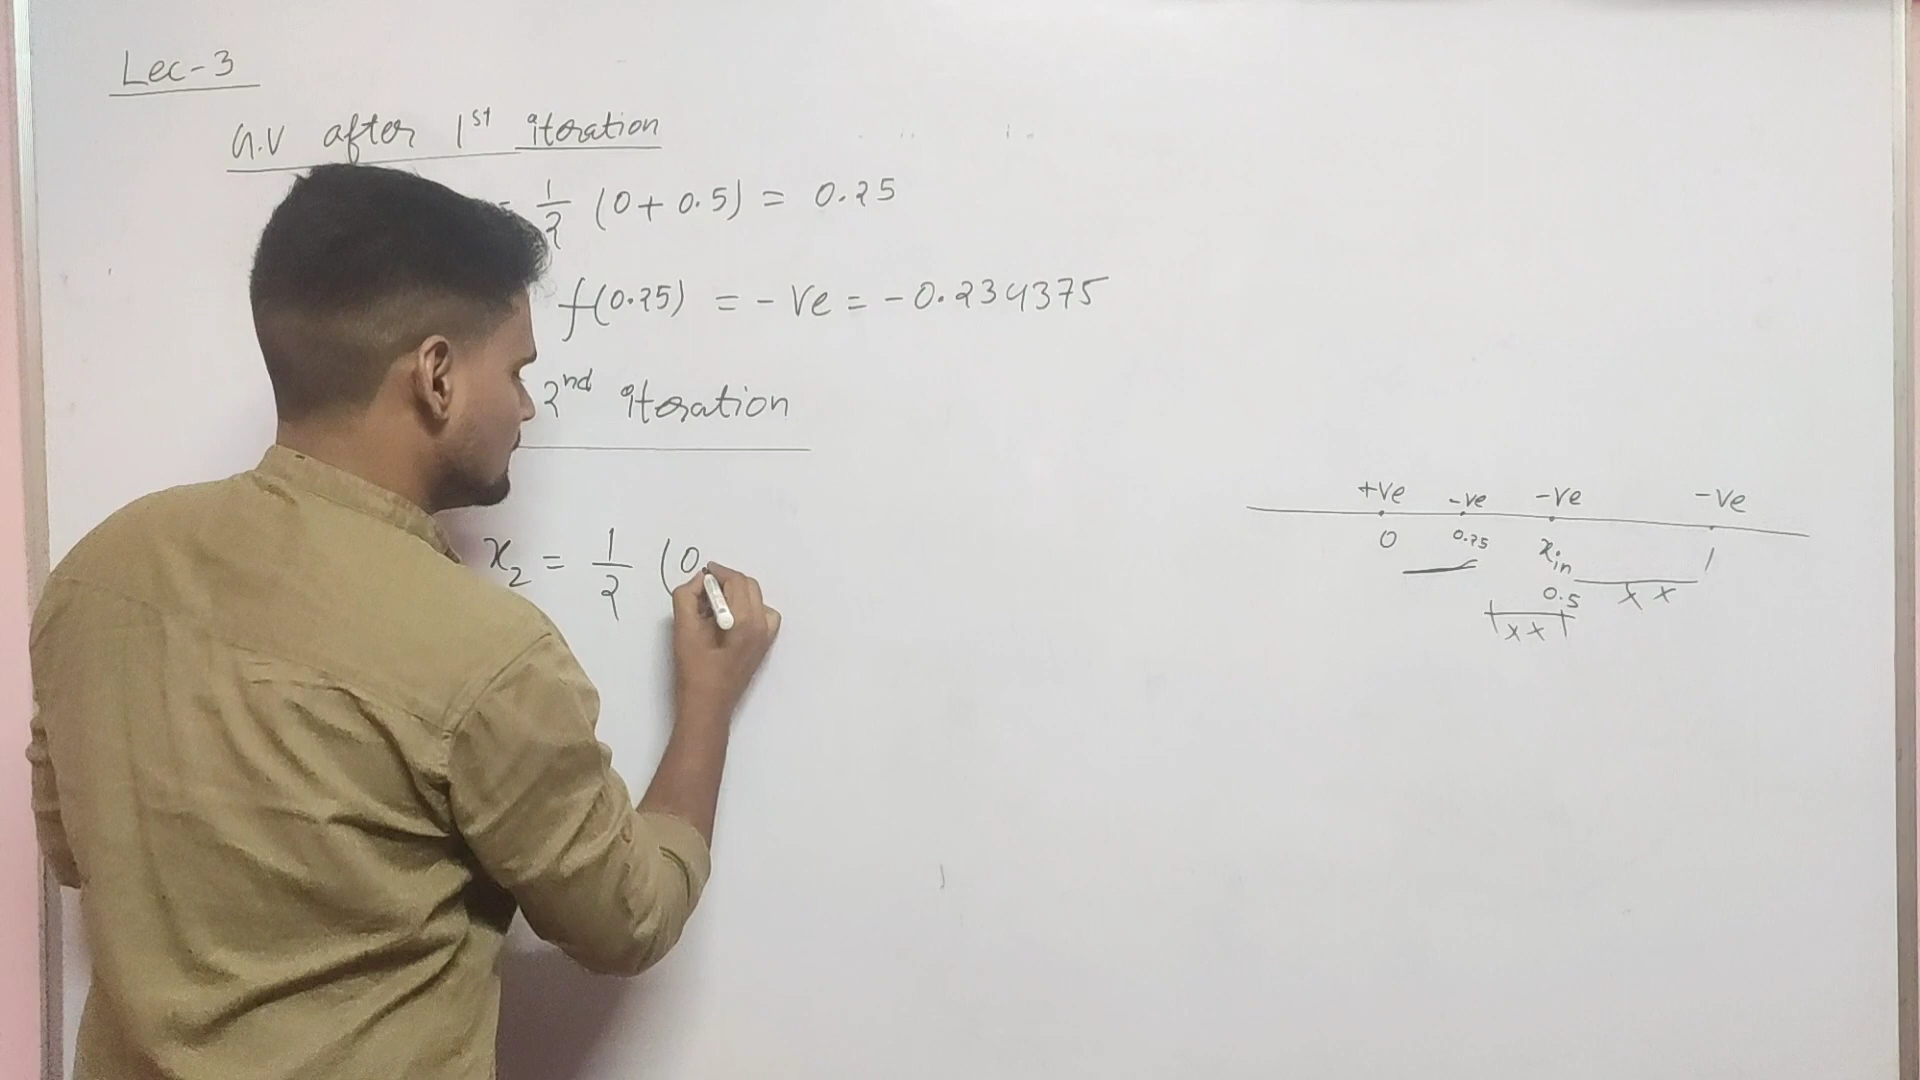 Lec-3
G.V after 1st iteration
= 1/2 (0+0.5) = 0.25
f(0.25) = -Ve = -0.234375
2nd iteration
x2 = 1/2 (0
+Ve -ve -ve -Ve
0 0.25 xin 1
0.5 x x
x x